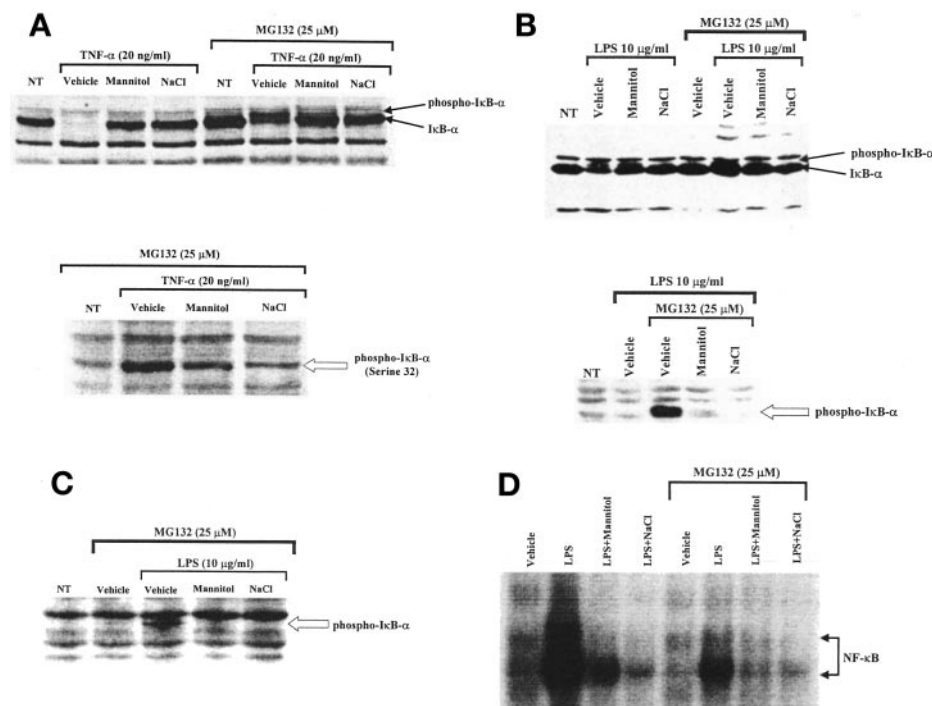 A
MG132 (25 µM)
TNF-α (20 ng/ml) TNF-α (20 ng/ml)
NT Vehicle Mannitol NaCl NT Vehicle Mannitol NaCl
phospho-IκB-α
IκB-α
MG132 (25 µM)
TNF-α (20 ng/ml)
NT Vehicle Mannitol NaCl
phospho-IκB-α
(Serine 32)
B
MG132 (25 µM)
LPS 10 µg/ml LPS 10 µg/ml
NT Vehicle Mannitol NaCl Vehicle Vehicle Mannitol NaCl
phospho-IκB-α
IκB-α
LPS 10 µg/ml
MG132 (25 µM)
NT Vehicle Vehicle Mannitol NaCl
phospho-IκB-α
C
MG132 (25 µM)
LPS (10 µg/ml)
NT Vehicle Vehicle Mannitol NaCl
phospho-IκB-α
D
MG132 (25 µM)
Vehicle LPS LPS+Mannitol LPS+NaCl Vehicle LPS LPS+Mannitol LPS+NaCl
NF-κB